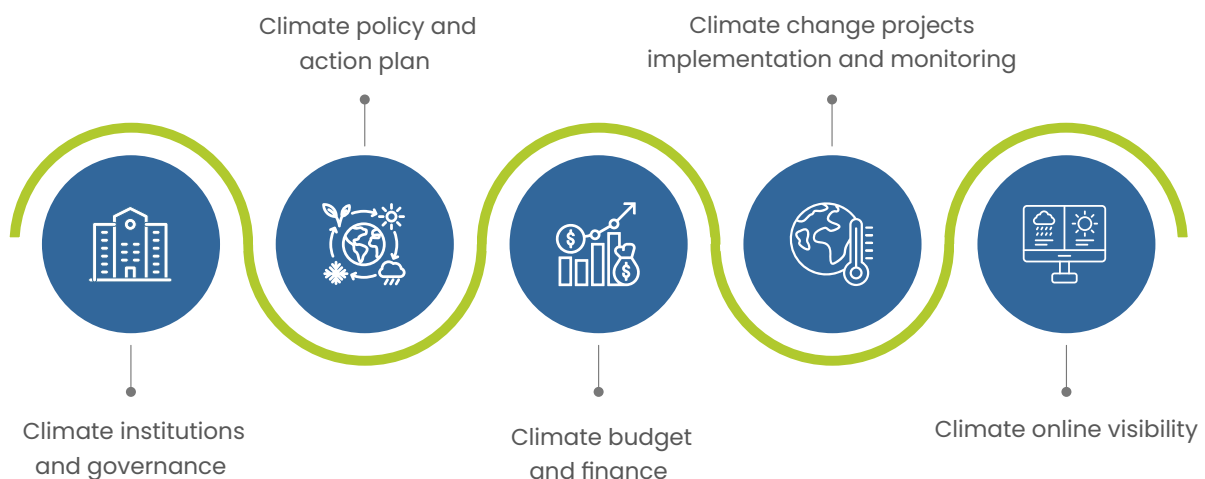 Climate policy and
action plan
Climate change projects
implementation and monitoring
$
$
Climate institutions
and governance
Climate budget
and finance
Climate online visibility